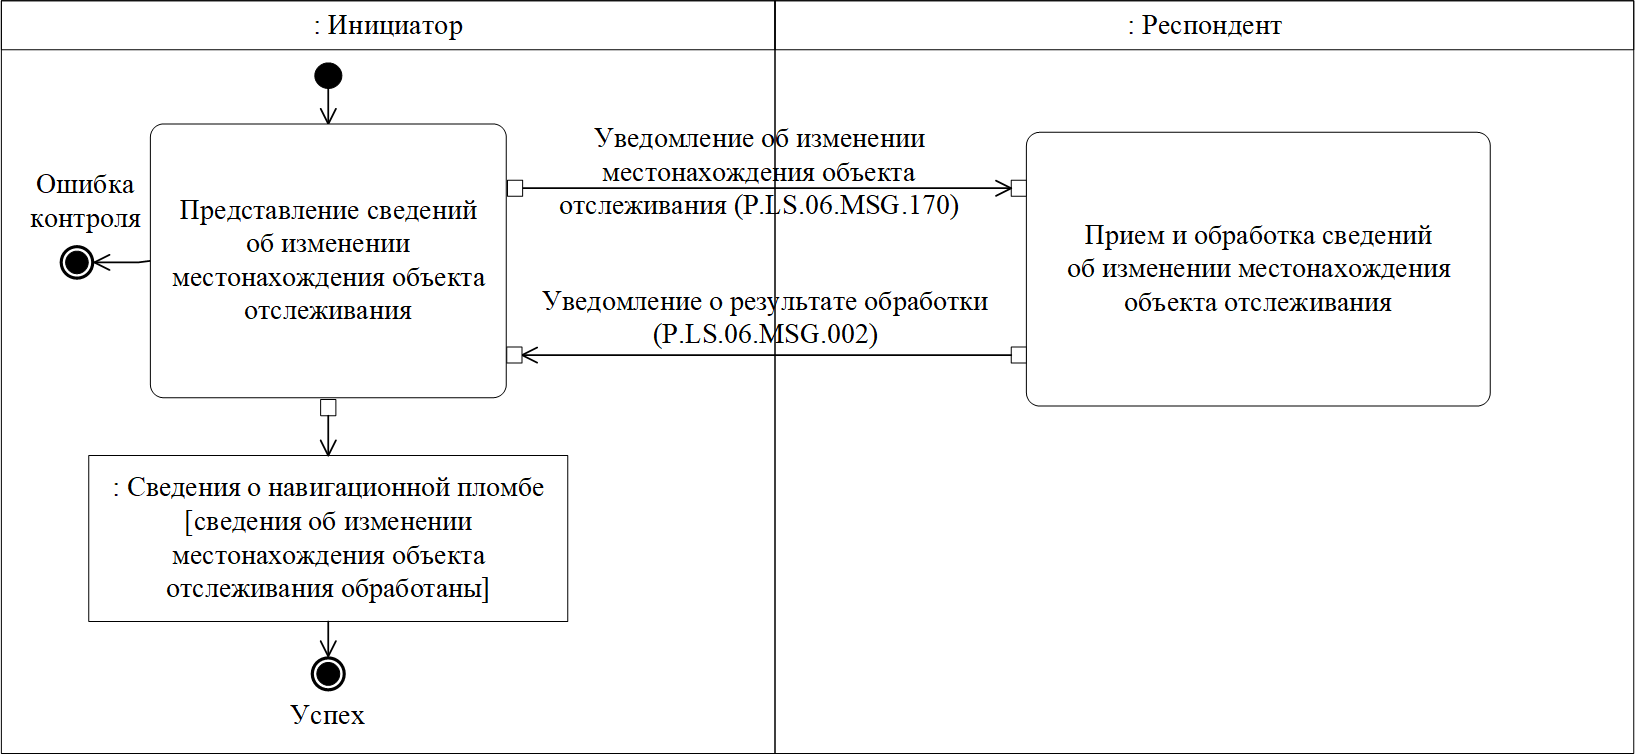 : Инициатор
: Респондент
Ошибка
контроля
Представление сведений
об изменении
местонахождения объекта
отслеживания
Уведомление об изменении
местонахождения объекта
отслеживания (P.LS.06.MSG.170)
Уведомление о результате обработки
(P.LS.06.MSG.002)
Прием и обработка сведений
об изменении местонахождения
объекта отслеживания
: Сведения о навигационной пломбе
[сведения об изменении
местонахождения объекта
отслеживания обработаны]
Успех